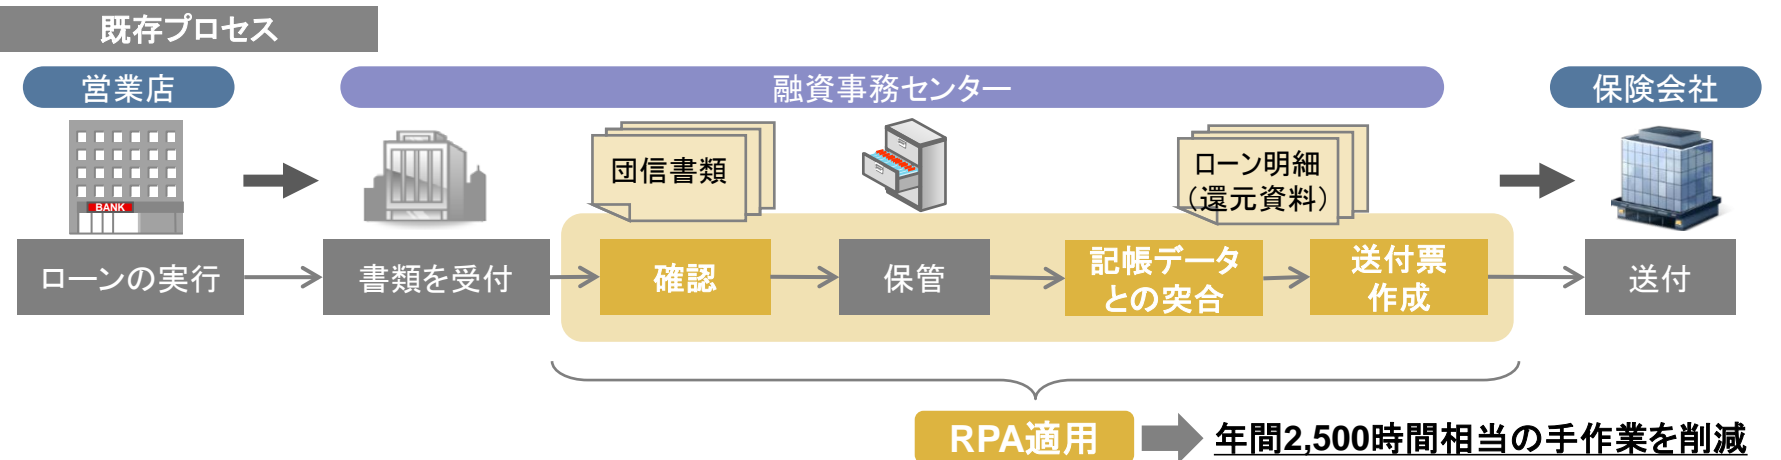 既存プロセス
営業店
融資事務センター
保険会社
BANK
団信書類
ローン明細
（還元資料）
ローンの実行
書類を受付
確認
保管
記帳データ
との突合
送付票
作成
送付
RPA適用
年間2,500時間相当の手作業を削減